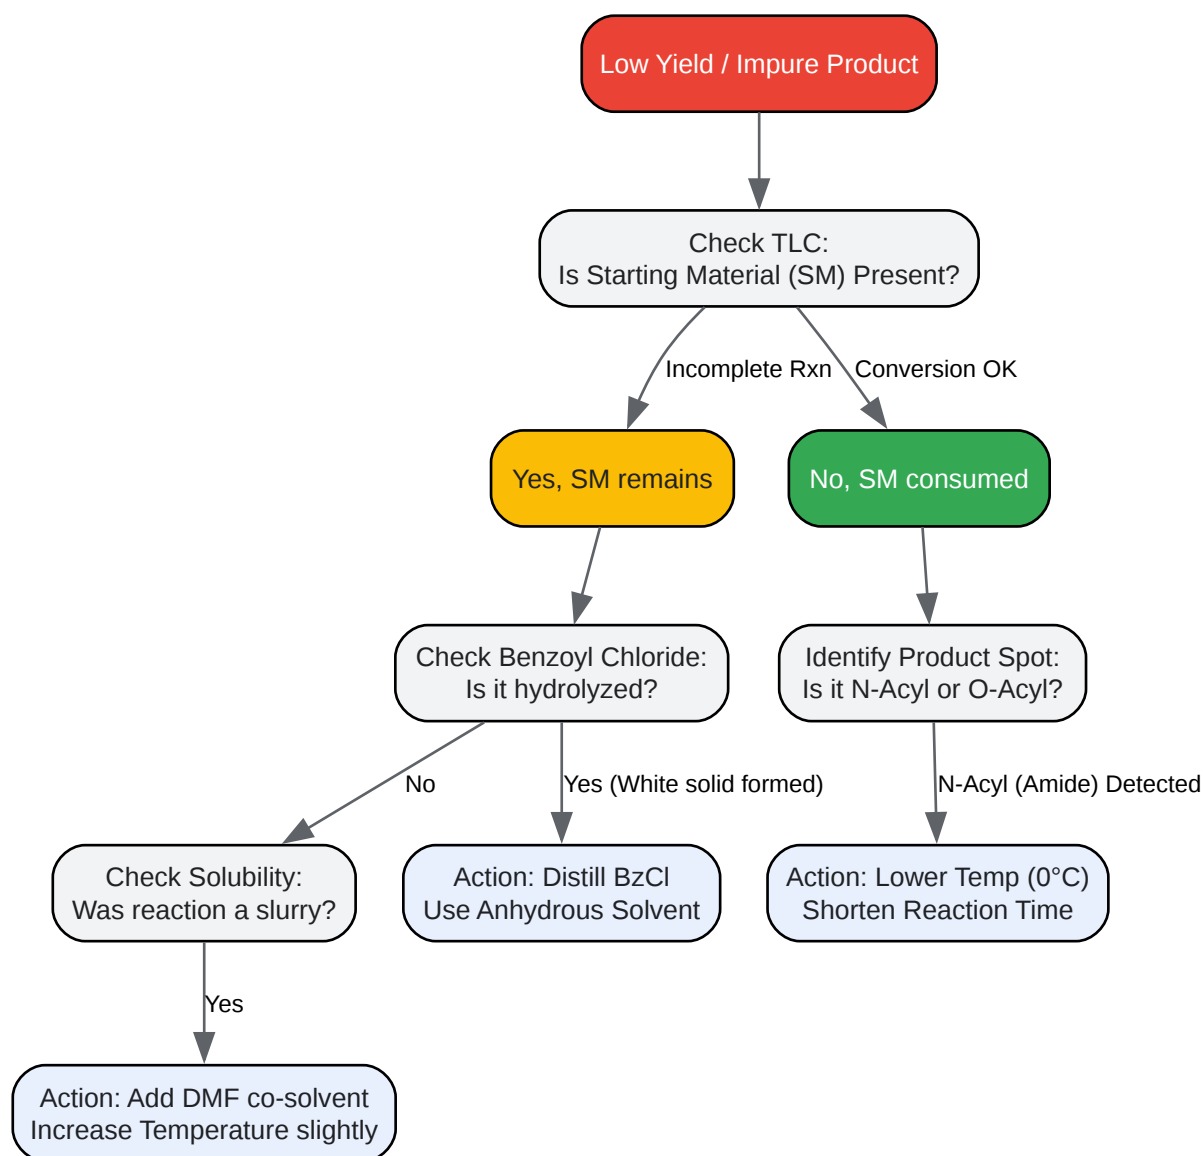 Low Yield / Impure Product
Check TLC:
Is Starting Material (SM) Present?
Incomplete Rxn
Conversion OK
Yes, SM remains
No, SM consumed
Check Benzoyl Chloride:
Is it hydrolyzed?
Identify Product Spot:
Is it N-Acyl or O-Acyl?
No
Yes (White solid formed)
N-Acyl (Amide) Detected
Check Solubility:
Was reaction a slurry?
Action: Distill BzCl
Use Anhydrous Solvent
Action: Lower Temp (0°C)
Shorten Reaction Time
Yes
Action: Add DMF co-solvent
Increase Temperature slightly